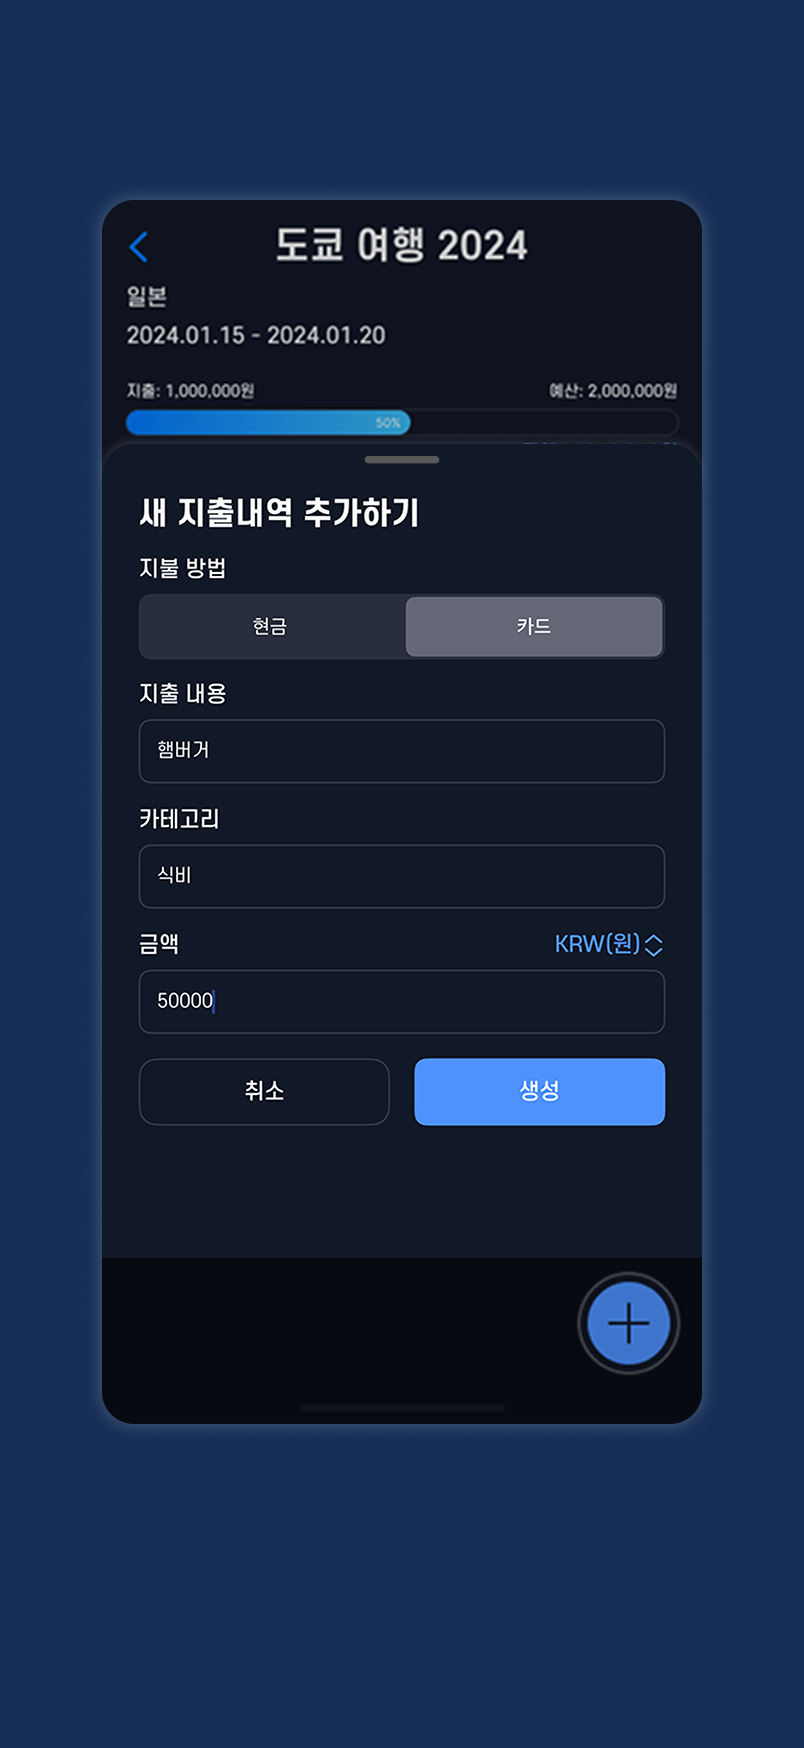 도쿄 여행 2024
일본
2024.01.15 - 2024.01.20
지출: 1,000,000원 예산: 2,000,000원
50%
새 지출내역 추가하기
지불 방법
현금 카드
지출 내용
햄버거
카테고리
식비
금액 KRW(원)
50000
취소 생성